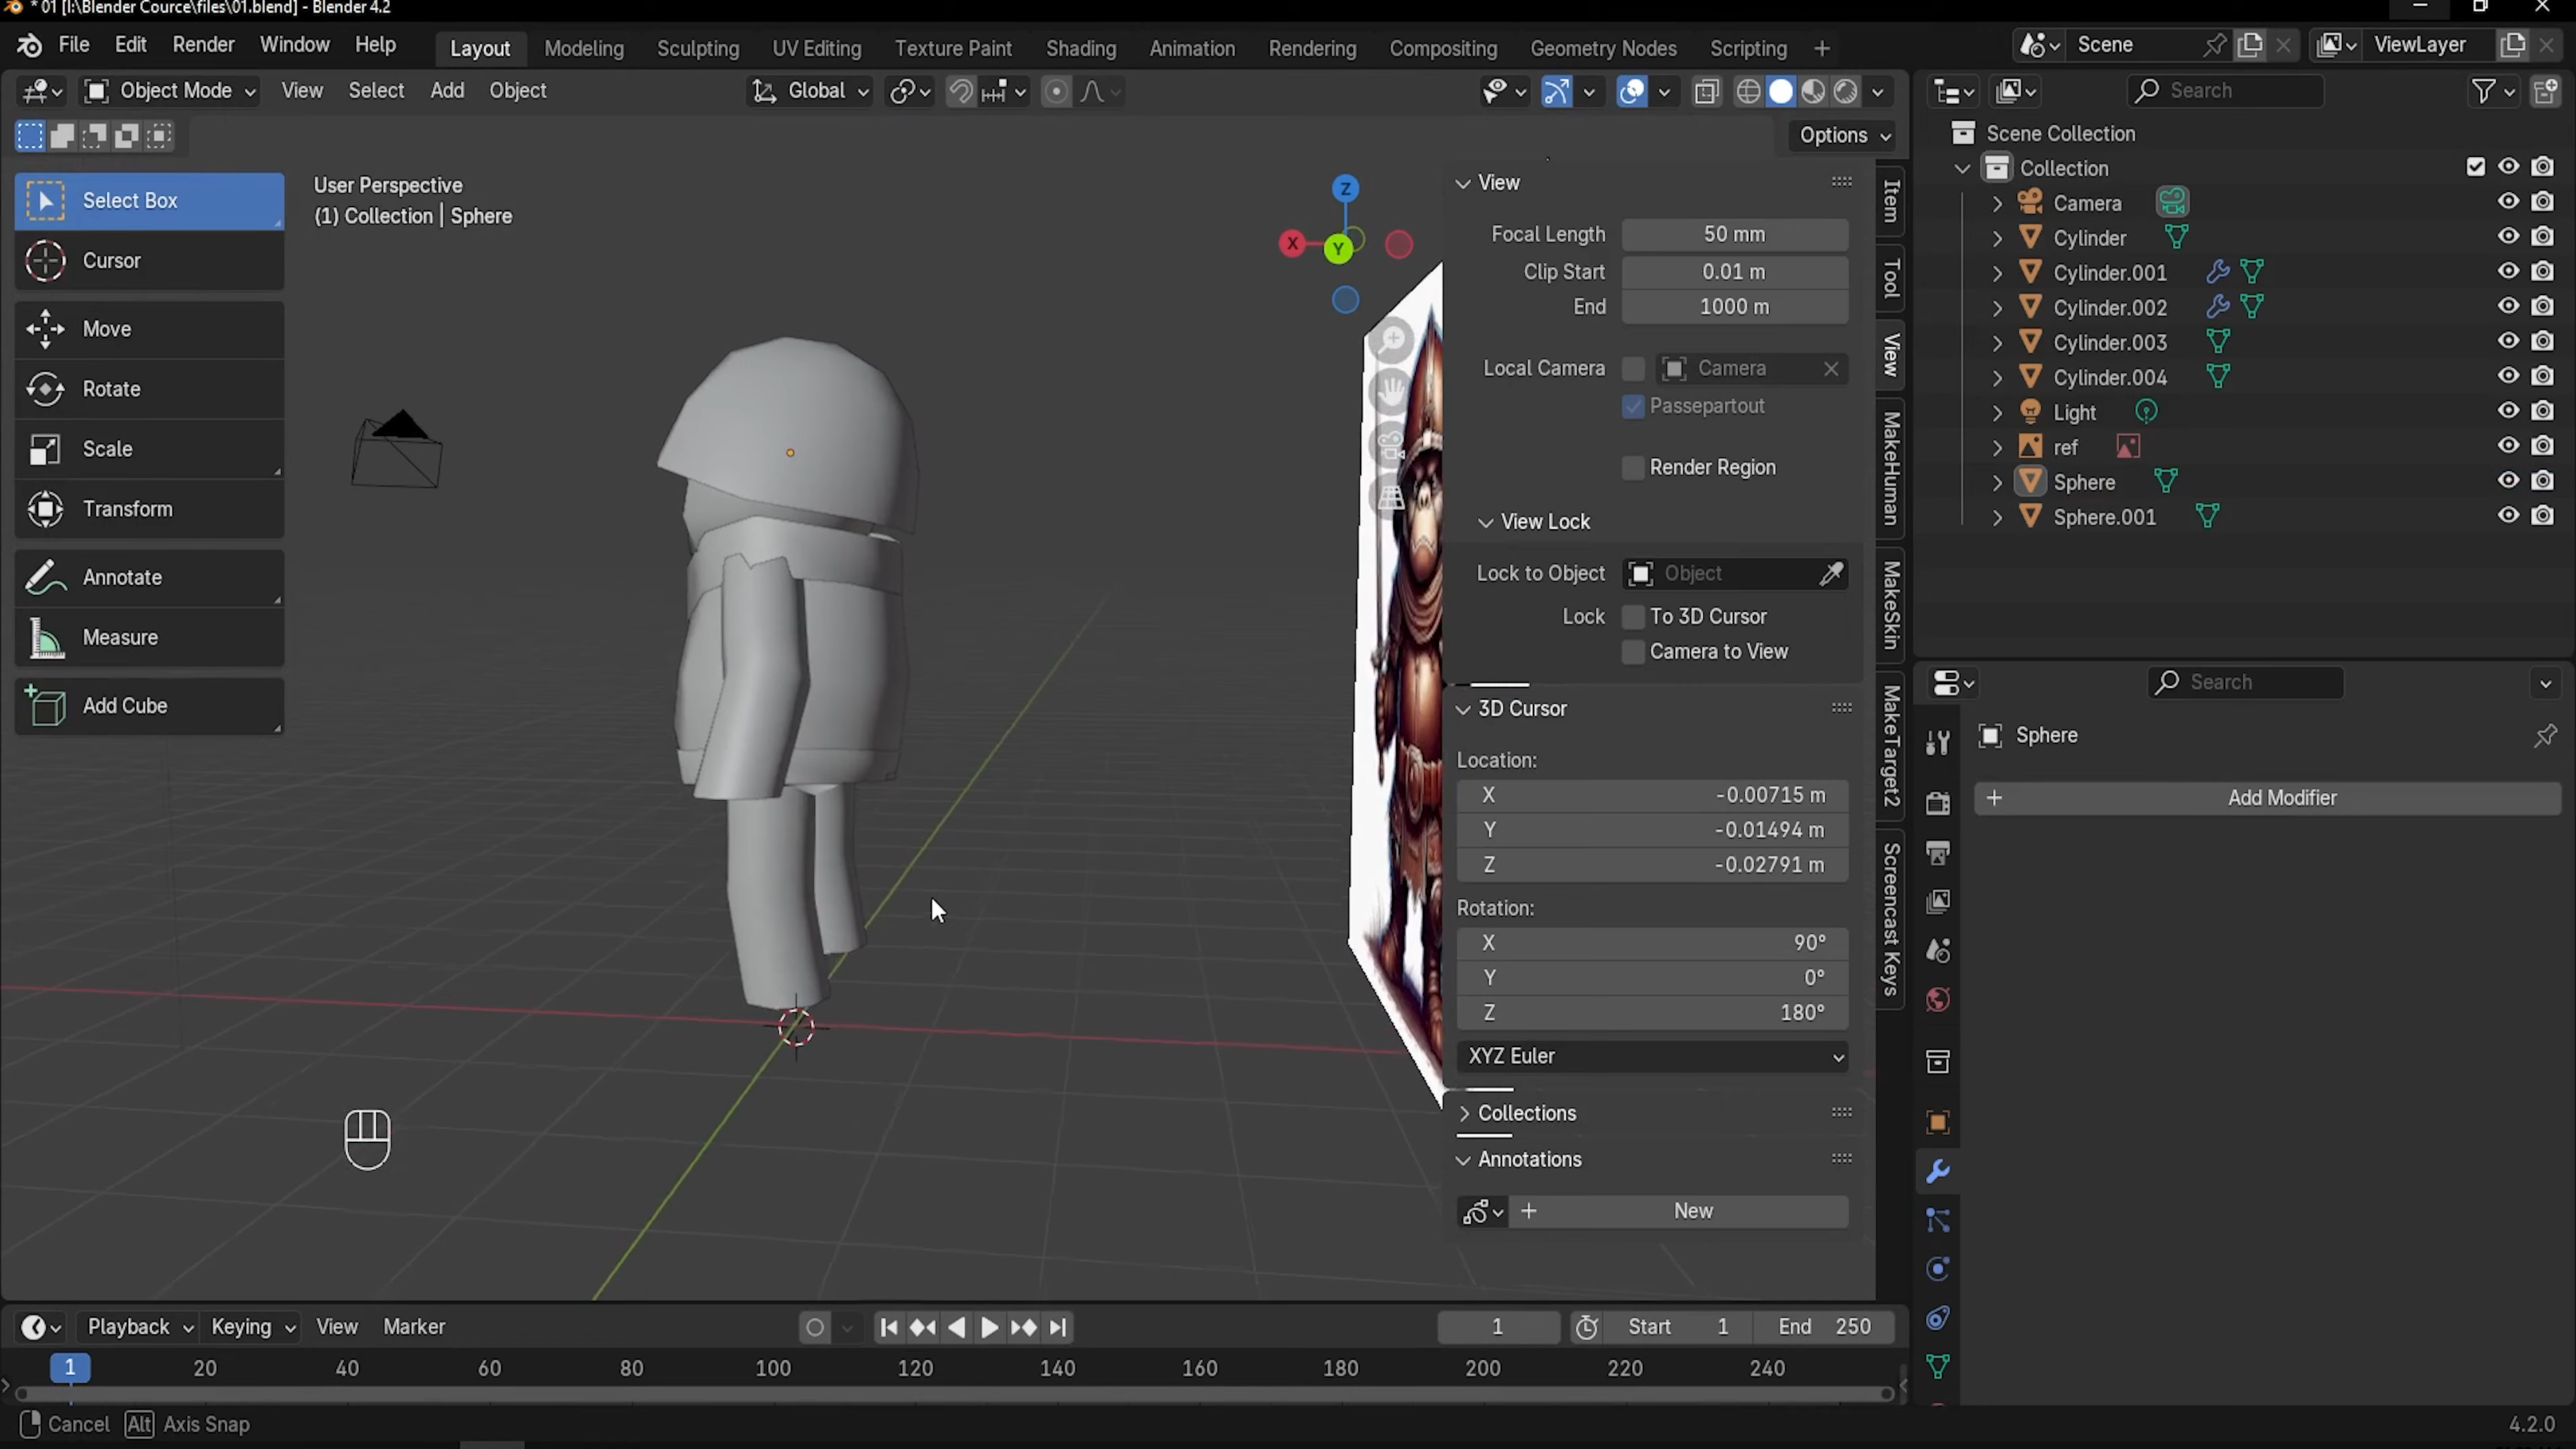 * 01 [I:\Blender Cource\files\01.blend] - Blender 4.2
File Edit Render Window Help Layout Modeling Sculpting UV Editing Texture Paint Shading Animation Rendering Compositing Geometry Nodes Scripting + Scene ViewLayer
Object Mode View Select Add Object Global Search
Options
Scene Collection
Collection
Camera
Cylinder
Cylinder.001
Cylinder.002
Cylinder.003
Cylinder.004
Light
ref
Sphere
Sphere.001
Select Box
Cursor
Move
Rotate
Scale
Transform
Annotate
Measure
Add Cube
User Perspective
(1) Collection | Sphere
Z
X
Y
View
Focal Length 50 mm
Clip Start 0.01 m
End 1000 m
Local Camera Camera
Passepartout
Render Region
View Lock
Lock to Object Object
Lock To 3D Cursor
Camera to View
3D Cursor
Location:
X -0.00715 m
Y -0.01494 m
Z -0.02791 m
Rotation:
X 90°
Y 0°
Z 180°
XYZ Euler
Collections
Annotations
+ New
Item
Tool
View
MakeHuman
MakeSkin
MakeTarget2
Screencast Keys
Search
Sphere
+ Add Modifier
Playback Keying View Marker 1 Start 1 End 250
1 20 40 60 80 100 120 140 160 180 200 220 240
Cancel Alt Axis Snap 4.2.0